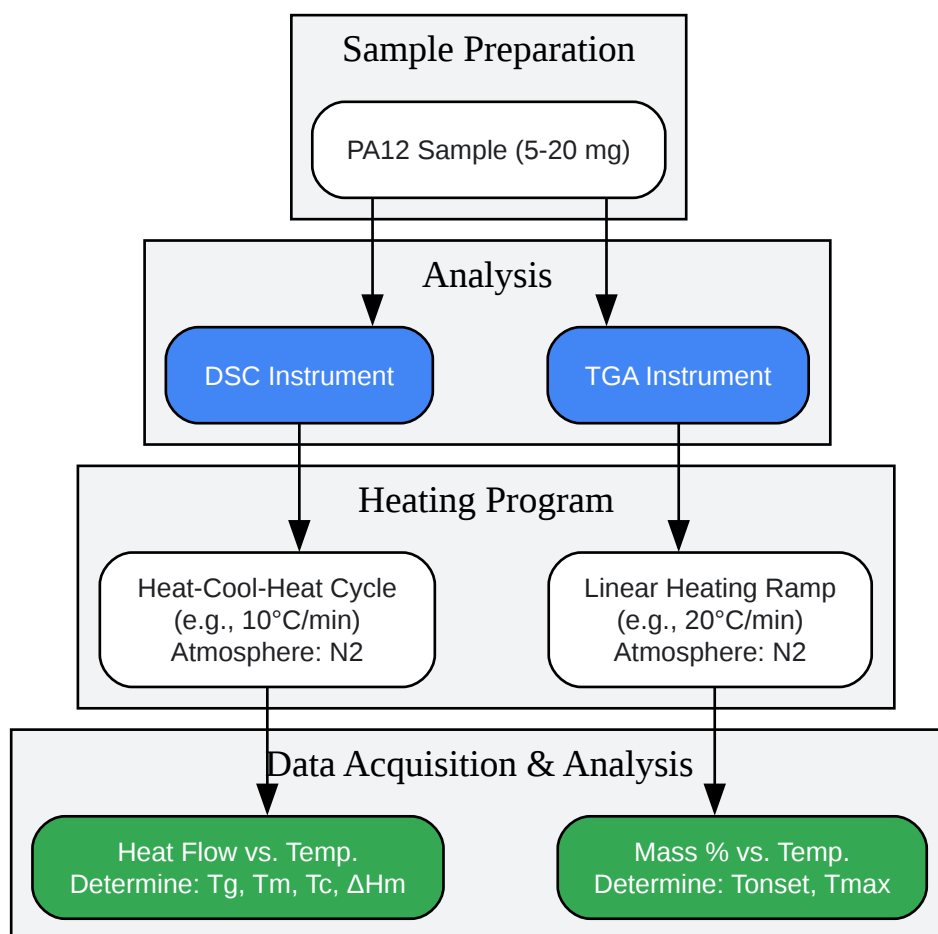 Sample Preparation
PA12 Sample (5-20 mg)
Analysis
DSC Instrument
TGA Instrument
Heating Program
Heat-Cool-Heat Cycle
(e.g., 10°C/min)
Atmosphere: N2
Linear Heating Ramp
(e.g., 20°C/min)
Atmosphere: N2
Data Acquisition & Analysis
Heat Flow vs. Temp.
Determine: Tg, Tm, Tc, ΔHm
Mass % vs. Temp.
Determine: Tonset, Tmax